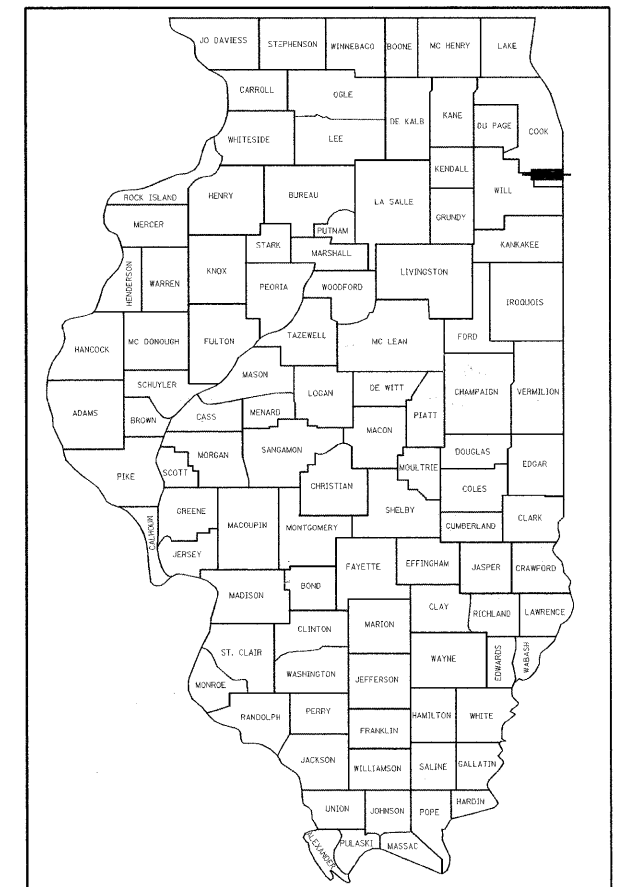 JO DAVIESS
STEPHENSON
WINNEBAGO
BOONE
MC HENRY
LAKE
CARROLL
OGLE
DE KALB
KANE
DU PAGE
COOK
WHITESIDE
LEE
KENDALL
WILL
ROCK ISLAND
HENRY
BUREAU
LA SALLE
GRUNDY
MERCER
PUTNAM
STARK
MARSHALL
KANKAKEE
HENDERSON
WARREN
KNOX
PEORIA
WOODFORD
LIVINGSTON
IROQUOIS
HANCOCK
MC DONOUGH
FULTON
TAZEWELL
MC LEAN
FORD
MASON
SCHUYLER
LOGAN
DE WITT
CHAMPAIGN
VERMILION
ADAMS
BROWN
CASS
MENARD
PIATT
MACON
MORGAN
SANGAMON
DOUGLAS
EDGAR
PIKE
SCOTT
MOULTRIE
CHRISTIAN
COLES
GREENE
MACOUPIN
MONTGOMERY
SHELBY
CUMBERLAND
CLARK
CALHOUN
JERSEY
FAYETTE
EFFINGHAM
JASPER
CRAWFORD
MADISON
BOND
CLAY
RICHLAND
LAWRENCE
CLINTON
MARION
ST. CLAIR
WAYNE
EDWARDS
WABASH
WASHINGTON
JEFFERSON
MONROE
RANDOLPH
PERRY
HAMILTON
WHITE
FRANKLIN
JACKSON
WILLIAMSON
SALINE
GALLATIN
UNION
JOHNSON
POPE
HARDIN
ALEXANDER
PULASKI
MASSAC